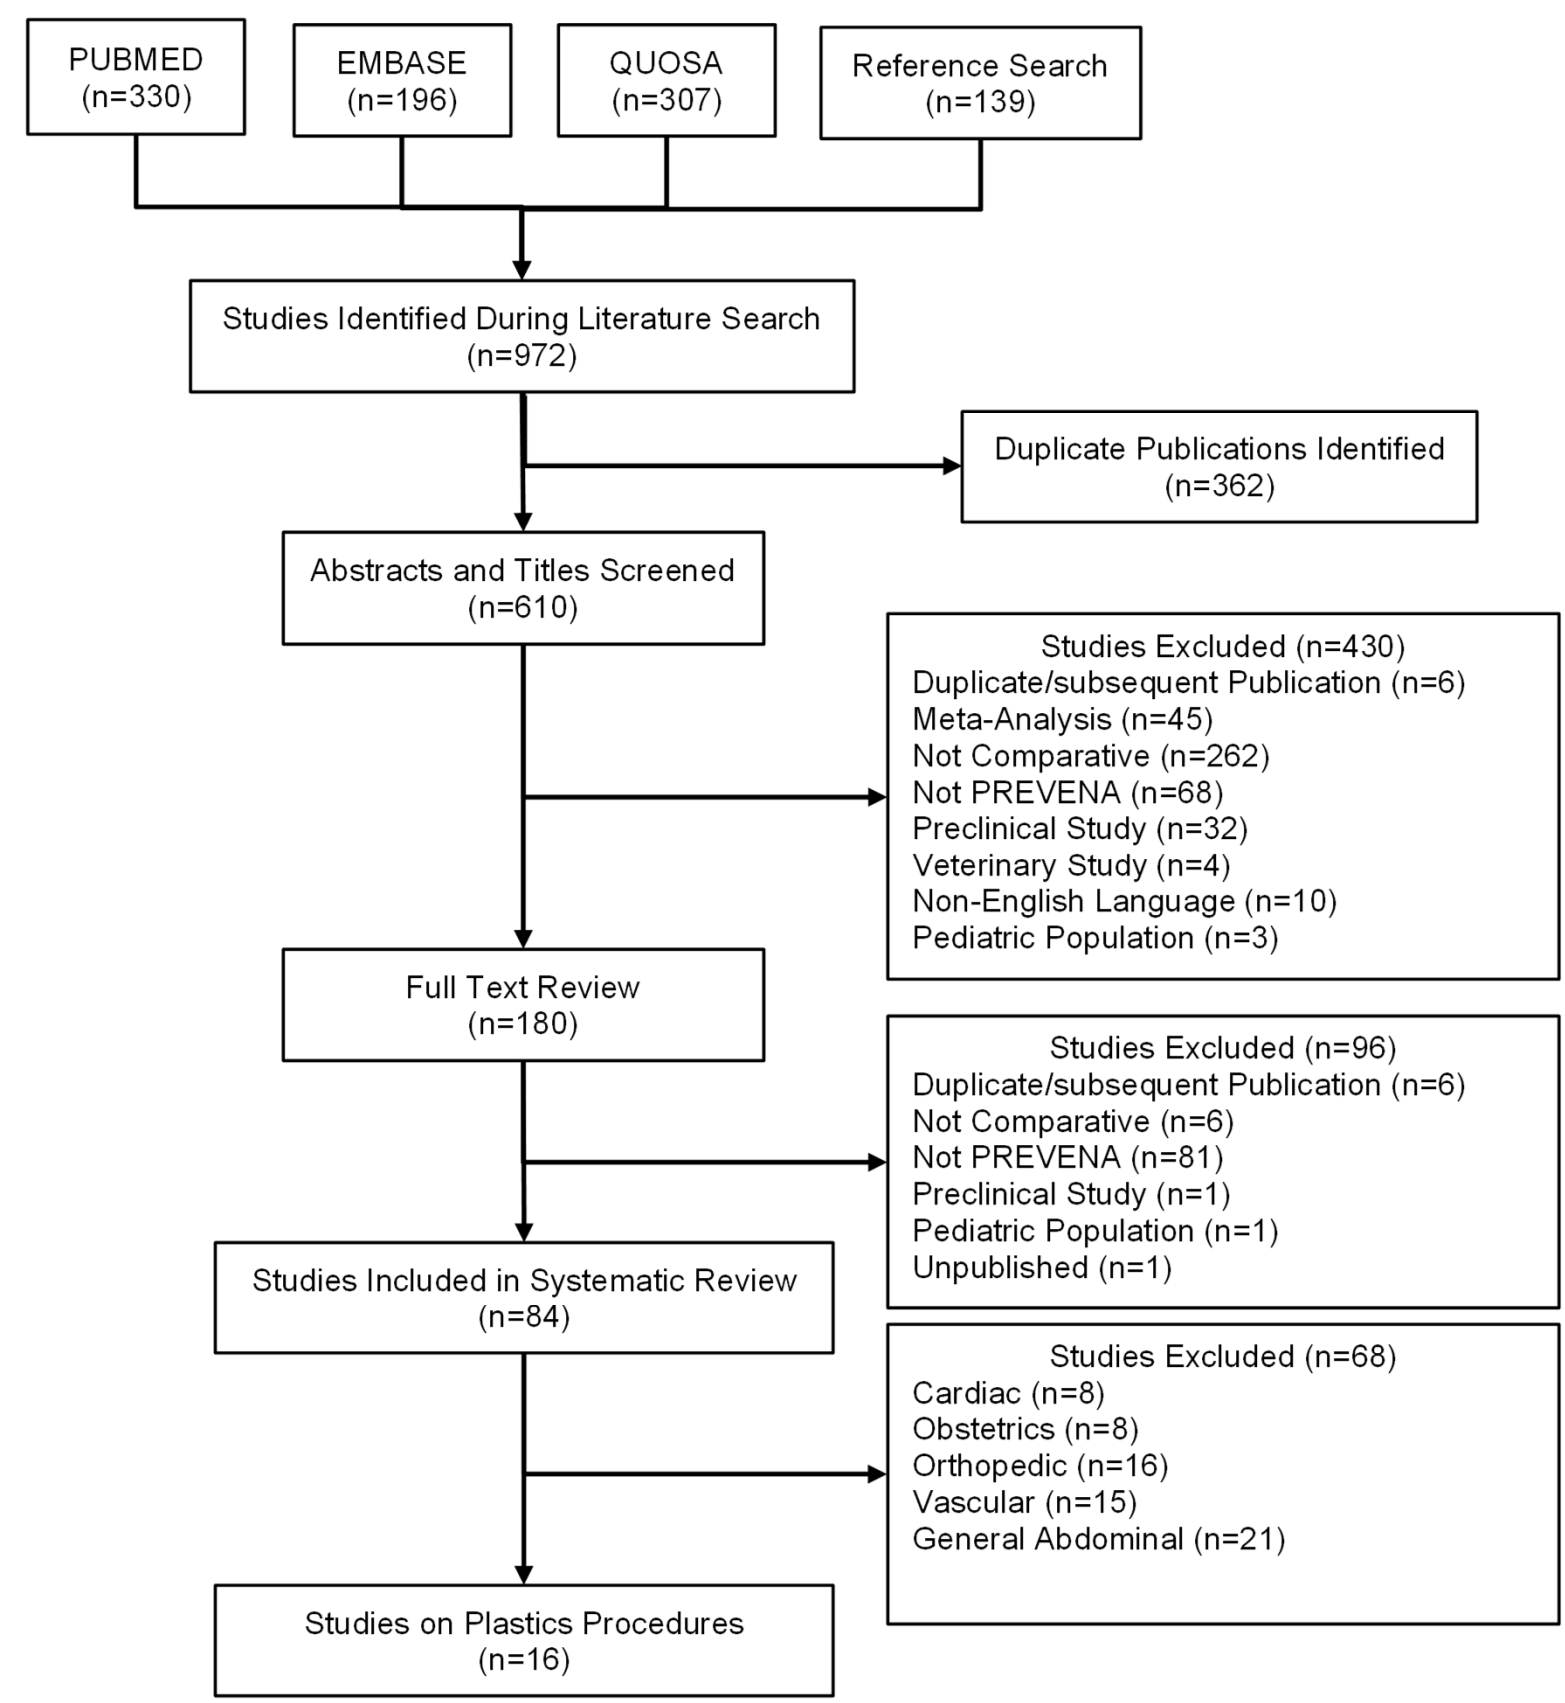 PUBMED
(n=330)
EMBASE
(n=196)
QUOSA
(n=307)
Reference Search
(n=139)
Studies Identified During Literature Search
(n=972)
Duplicate Publications Identified
(n=362)
Abstracts and Titles Screened
(n=610)
Studies Excluded (n=430)
Duplicate/subsequent Publication (n=6)
Meta-Analysis (n=45)
Not Comparative (n=262)
Not PREVENA (n=68)
Preclinical Study (n=32)
Veterinary Study (n=4)
Non-English Language (n=10)
Pediatric Population (n=3)
Full Text Review
(n=180)
Studies Excluded (n=96)
Duplicate/subsequent Publication (n=6)
Not Comparative (n=6)
Not PREVENA (n=81)
Preclinical Study (n=1)
Pediatric Population (n=1)
Unpublished (n=1)
Studies Included in Systematic Review
(n=84)
Studies Excluded (n=68)
Cardiac (n=8)
Obstetrics (n=8)
Orthopedic (n=16)
Vascular (n=15)
General Abdominal (n=21)
Studies on Plastics Procedures
(n=16)